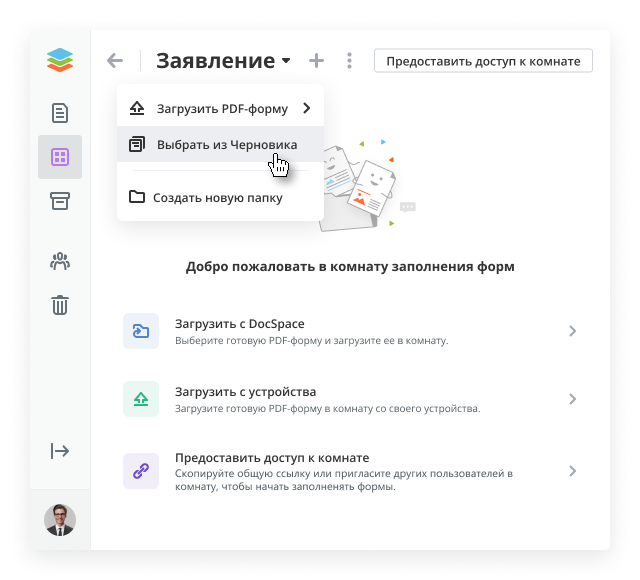 Заявление
Предоставить доступ к комнате
Загрузить PDF-форму
Выбрать из Черновика
Создать новую папку
Добро пожаловать в комнату заполнения форм
Загрузить с DocSpace
Выберите готовую PDF-форму и загрузите ее в комнату.
Загрузить с устройства
Загрузите готовую PDF-форму в комнату со своего устройства.
Предоставить доступ к комнате
Скопируйте общую ссылку или пригласите других пользователей в
комнату, чтобы начать заполненять формы.